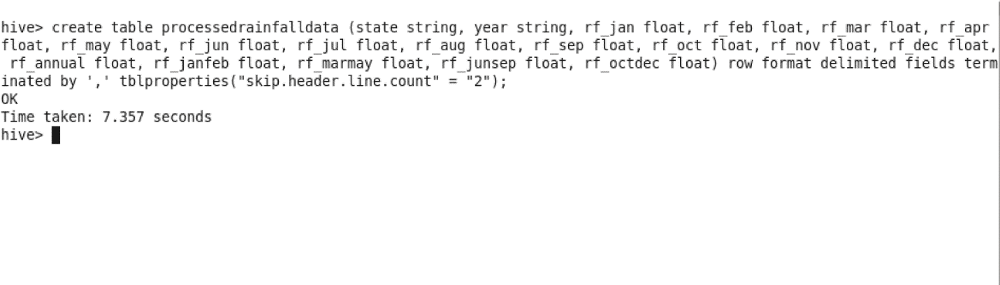 hive> create table processedrainfalldata (state string, year string, rf_jan float, rf_feb float, rf_mar float, rf_apr
float, rf_may float, rf_jun float, rf_jul float, rf_aug float, rf_sep float, rf_oct float, rf_nov float, rf_dec float,
 rf_annual float, rf_janfeb float, rf_marmay float, rf_junsep float, rf_octdec float) row format delimited fields term
inated by ',' tblproperties("skip.header.line.count" = "2");
OK
Time taken: 7.357 seconds
hive>